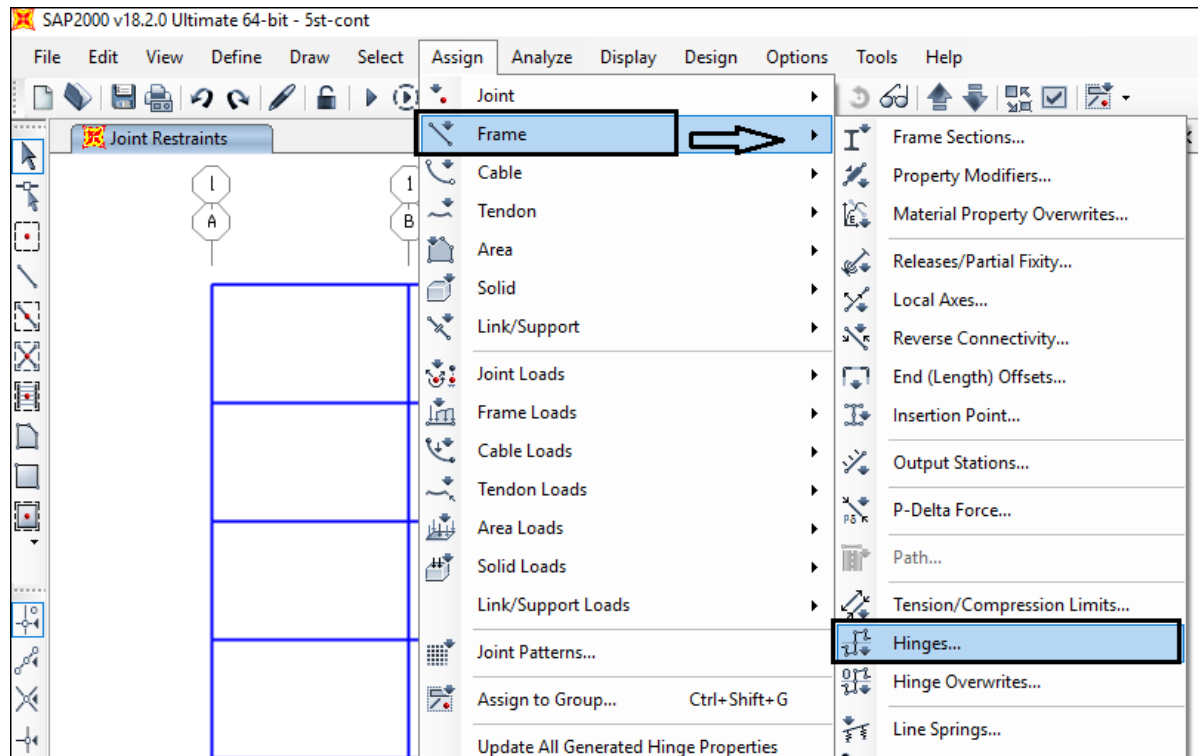 SAP2000 v18.2.0 Ultimate 64-bit - 5st-cont
File Edit View Define Draw Select Assign Analyze Display Design Options Tools Help
Joint Restraints
l
A
1
B
Joint
Frame
Cable
Tendon
Area
Solid
Link/Support
Joint Loads
Frame Loads
Cable Loads
Tendon Loads
Area Loads
Solid Loads
Link/Support Loads
Joint Patterns...
Assign to Group... Ctrl+Shift+G
Update All Generated Hinge Properties
Frame Sections...
Property Modifiers...
Material Property Overwrites...
Releases/Partial Fixity...
Local Axes...
Reverse Connectivity...
End (Length) Offsets...
Insertion Point...
Output Stations...
P-Delta Force...
Path...
Tension/Compression Limits...
Hinges...
Hinge Overwrites...
Line Springs...